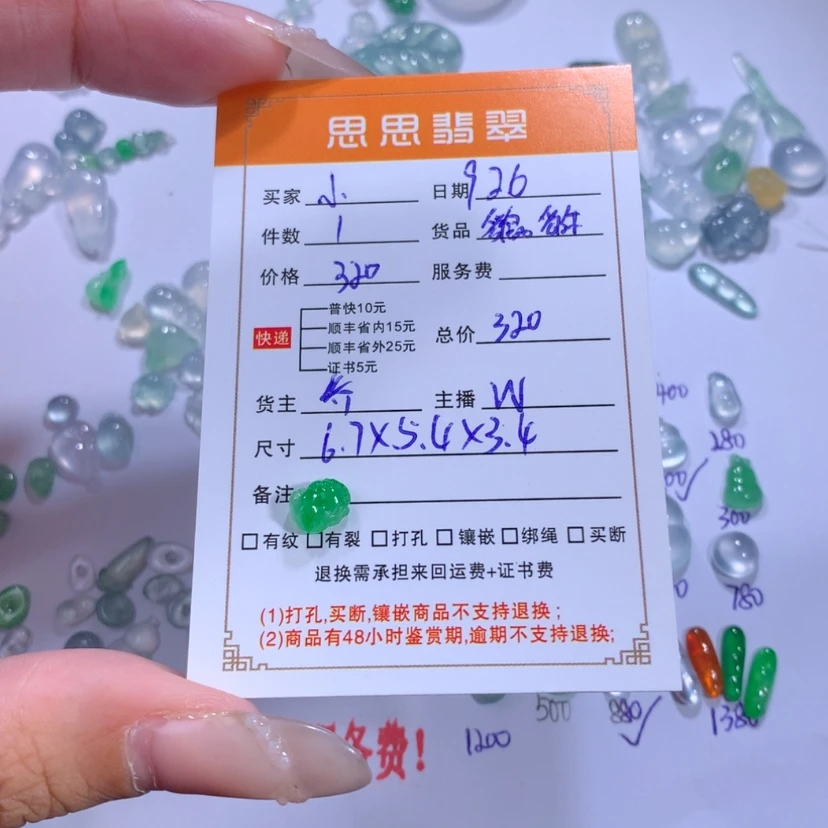 思思翡翠
买家 小 日期 926
件数 1 货品
价格 320 服务费
快递
普快10元
顺丰省内15元
顺丰省外25元
证书5元
总价 320
货主 主播 W
尺寸 6.7X5.4X3.4
备注
□有纹 □有裂 □打孔 □镶嵌 □绑绳 □买断
退换需承担来回运费+证书费
(1)打孔,买断,镶嵌商品不支持退换;
(2)商品有48小时鉴赏期,逾期不支持退换;
400
280
300
780
500
880
1380
1200
费!